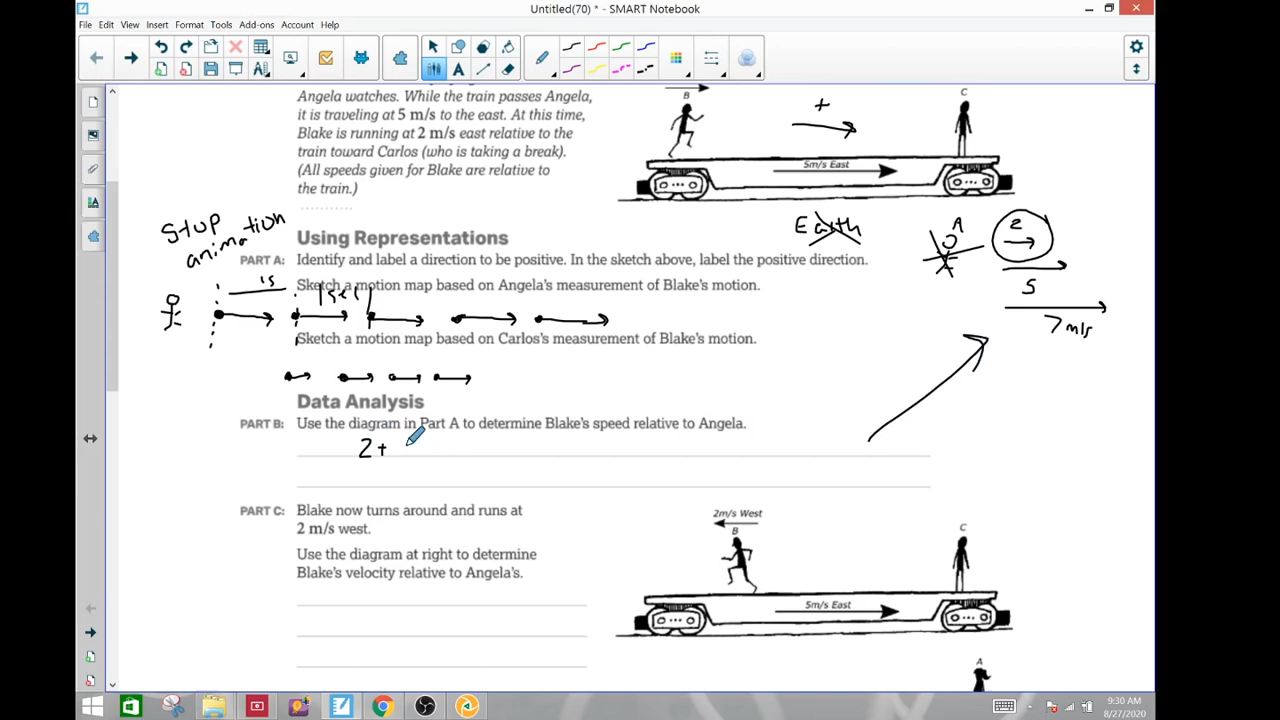 Untitled(70) * - SMART Notebook
File Edit View Insert Format Tools Add-ons Account Help
Angela watches. While the train passes Angela,
it is traveling at 5 m/s to the east. At this time,
Blake is running at 2 m/s east relative to the
train toward Carlos (who is taking a break).
(All speeds given for Blake are relative to
the train.)
B
+
C
5m/s East
Stop
animation
Earth
A
2
5
7 m/s
Using Representations
PART A: Identify and label a direction to be positive. In the sketch above, label the positive direction.
Sketch a motion map based on Angela's measurement of Blake's motion.
1s
1sec
Sketch a motion map based on Carlos's measurement of Blake's motion.
Data Analysis
PART B: Use the diagram in Part A to determine Blake's speed relative to Angela.
2+
PART C: Blake now turns around and runs at
2 m/s west.
Use the diagram at right to determine
Blake's velocity relative to Angela's.
2m/s West
B
C
5m/s East
A
9:30 AM
8/27/2020